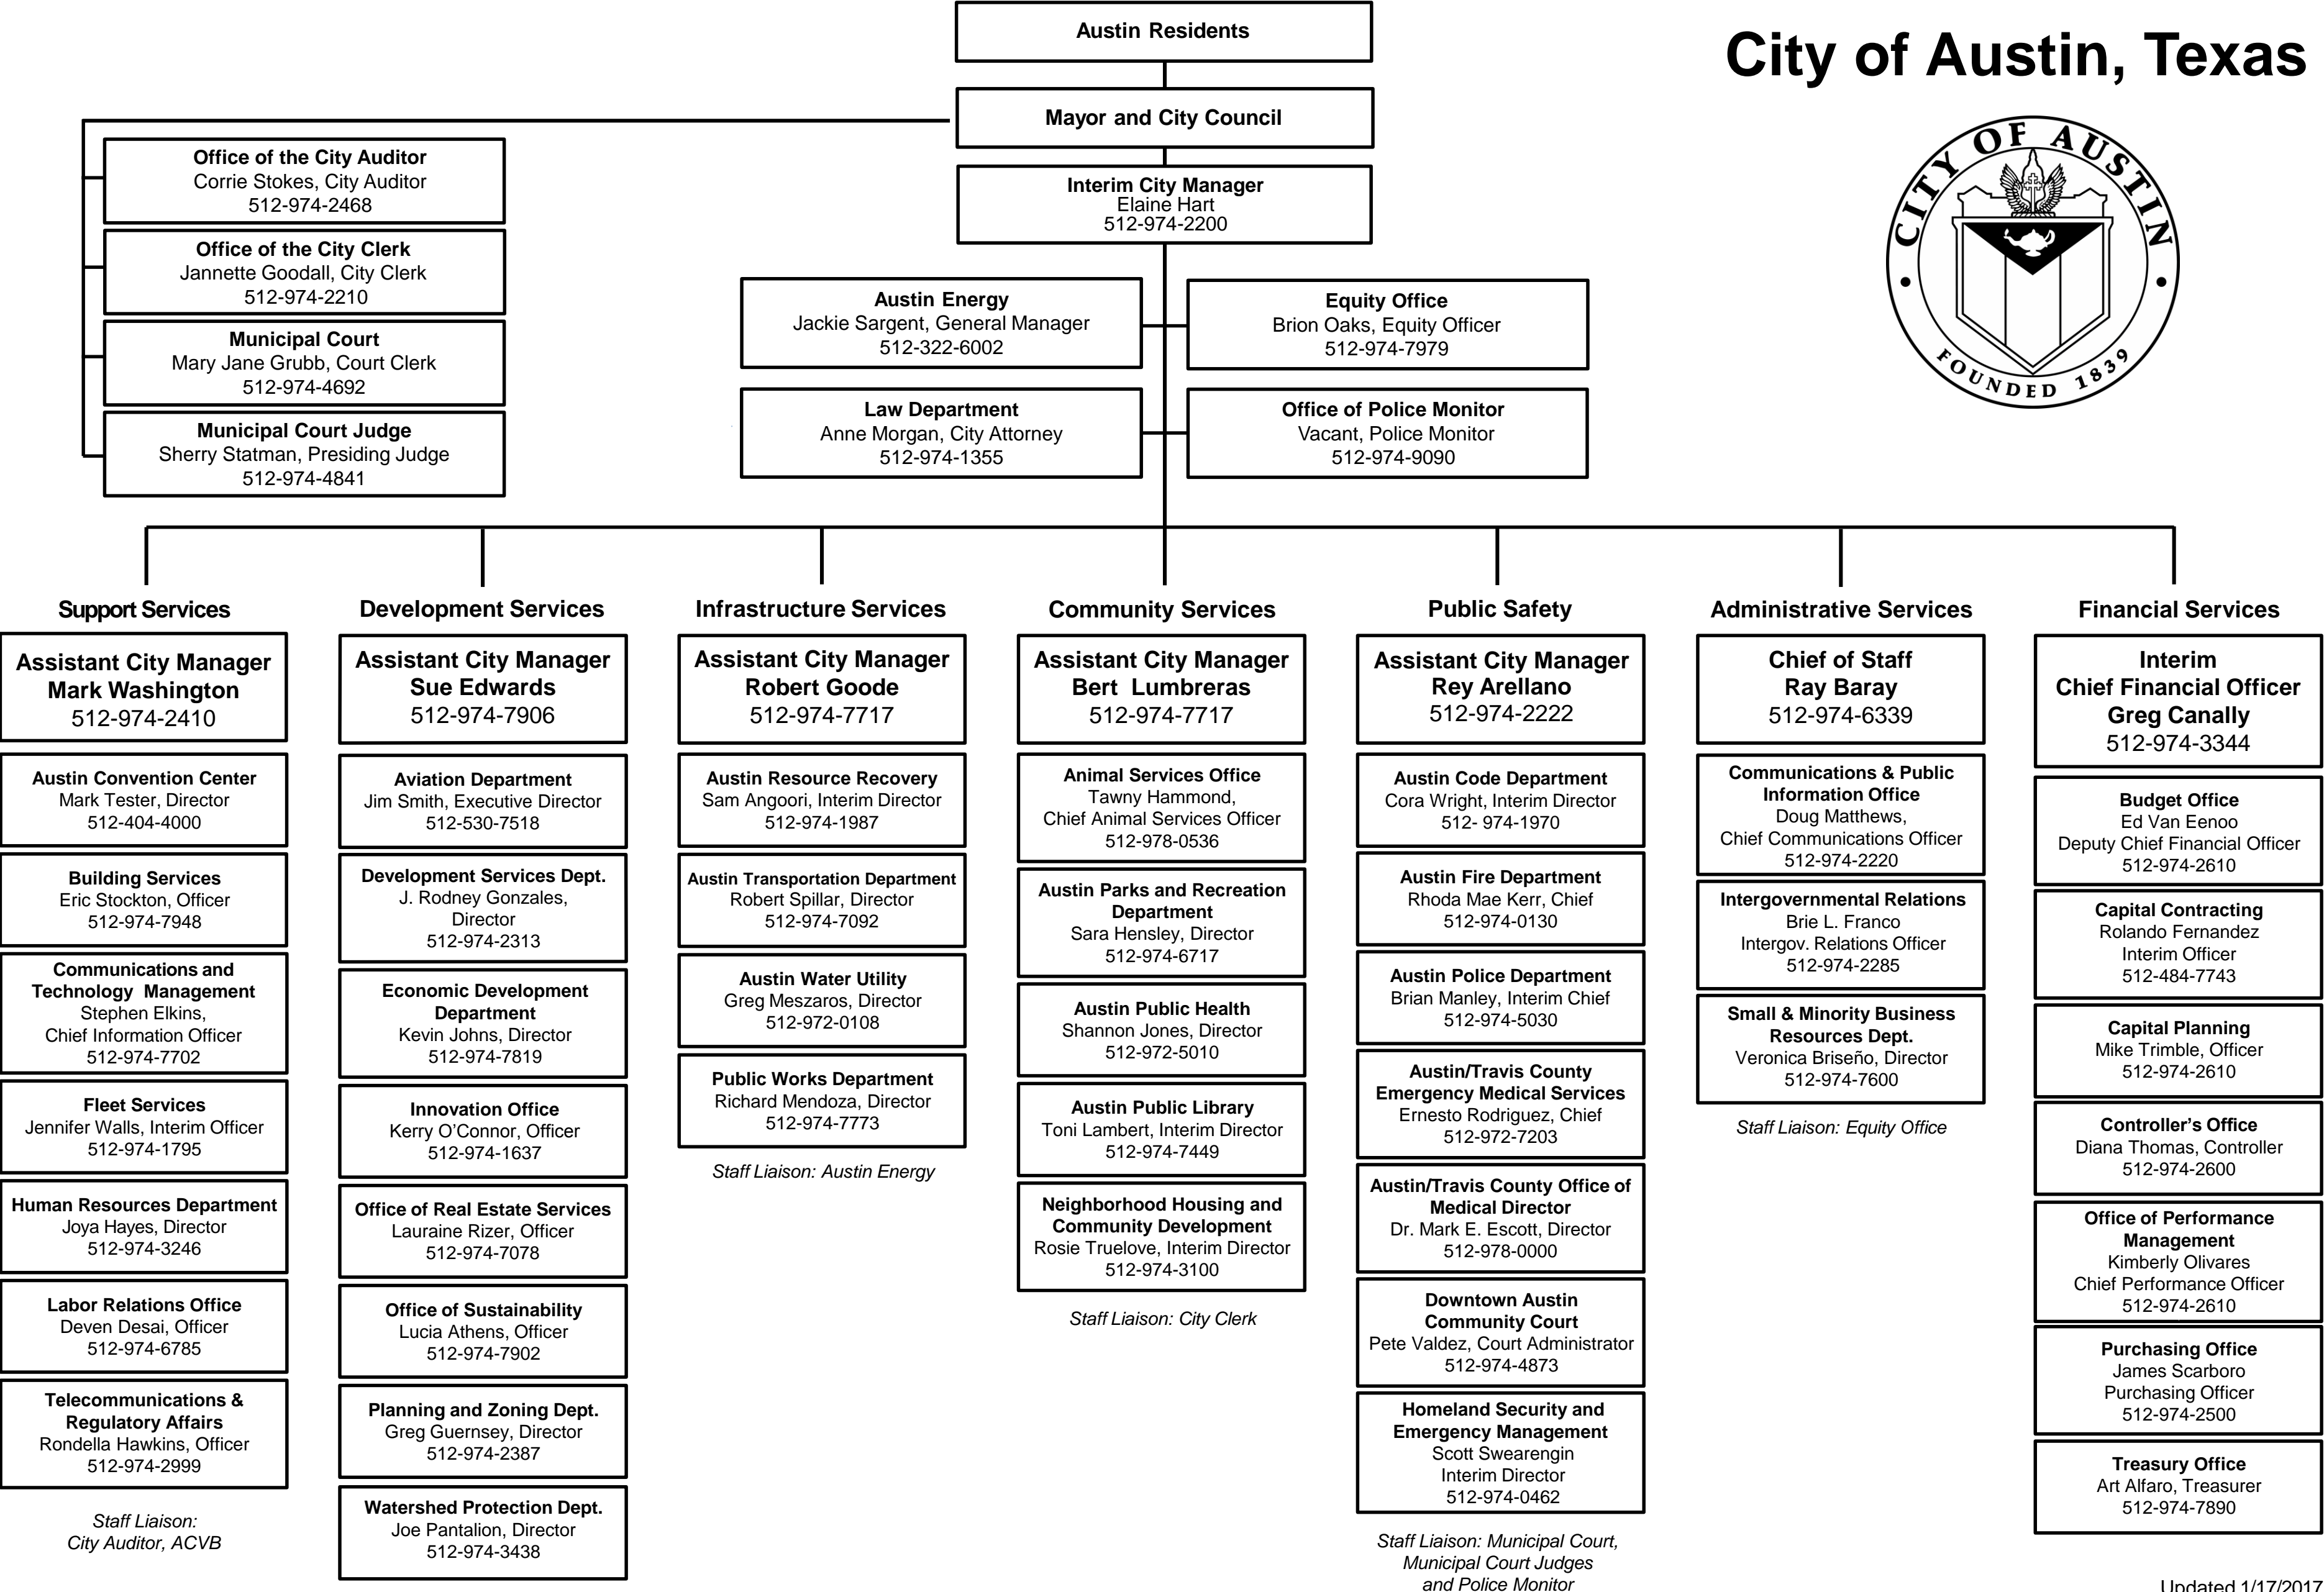 City of Austin, Texas
CITY OF AUSTIN
FOUNDED 1839
Austin Residents
Mayor and City Council
Interim City Manager
Elaine Hart
512-974-2200
Office of the City Auditor
Corrie Stokes, City Auditor
512-974-2468
Office of the City Clerk
Jannette Goodall, City Clerk
512-974-2210
Municipal Court
Mary Jane Grubb, Court Clerk
512-974-4692
Municipal Court Judge
Sherry Statman, Presiding Judge
512-974-4841
Austin Energy
Jackie Sargent, General Manager
512-322-6002
Equity Office
Brion Oaks, Equity Officer
512-974-7979
Law Department
Anne Morgan, City Attorney
512-974-1355
Office of Police Monitor
Vacant, Police Monitor
512-974-9090
Support Services
Assistant City Manager
Mark Washington
512-974-2410
Austin Convention Center
Mark Tester, Director
512-404-4000
Building Services
Eric Stockton, Officer
512-974-7948
Communications and
Technology Management
Stephen Elkins,
Chief Information Officer
512-974-7702
Fleet Services
Jennifer Walls, Interim Officer
512-974-1795
Human Resources Department
Joya Hayes, Director
512-974-3246
Labor Relations Office
Deven Desai, Officer
512-974-6785
Telecommunications &
Regulatory Affairs
Rondella Hawkins, Officer
512-974-2999
Staff Liaison:
City Auditor, ACVB
Development Services
Assistant City Manager
Sue Edwards
512-974-7906
Aviation Department
Jim Smith, Executive Director
512-530-7518
Development Services Dept.
J. Rodney Gonzales,
Director
512-974-2313
Economic Development
Department
Kevin Johns, Director
512-974-7819
Innovation Office
Kerry O’Connor, Officer
512-974-1637
Office of Real Estate Services
Lauraine Rizer, Officer
512-974-7078
Office of Sustainability
Lucia Athens, Officer
512-974-7902
Planning and Zoning Dept.
Greg Guernsey, Director
512-974-2387
Watershed Protection Dept.
Joe Pantalion, Director
512-974-3438
Infrastructure Services
Assistant City Manager
Robert Goode
512-974-7717
Austin Resource Recovery
Sam Angoori, Interim Director
512-974-1987
Austin Transportation Department
Robert Spillar, Director
512-974-7092
Austin Water Utility
Greg Meszaros, Director
512-972-0108
Public Works Department
Richard Mendoza, Director
512-974-7773
Staff Liaison: Austin Energy
Community Services
Assistant City Manager
Bert Lumbreras
512-974-7717
Animal Services Office
Tawny Hammond,
Chief Animal Services Officer
512-978-0536
Austin Parks and Recreation
Department
Sara Hensley, Director
512-974-6717
Austin Public Health
Shannon Jones, Director
512-972-5010
Austin Public Library
Toni Lambert, Interim Director
512-974-7449
Neighborhood Housing and
Community Development
Rosie Truelove, Interim Director
512-974-3100
Staff Liaison: City Clerk
Public Safety
Assistant City Manager
Rey Arellano
512-974-2222
Austin Code Department
Cora Wright, Interim Director
512- 974-1970
Austin Fire Department
Rhoda Mae Kerr, Chief
512-974-0130
Austin Police Department
Brian Manley, Interim Chief
512-974-5030
Austin/Travis County
Emergency Medical Services
Ernesto Rodriguez, Chief
512-972-7203
Austin/Travis County Office of
Medical Director
Dr. Mark E. Escott, Director
512-978-0000
Downtown Austin
Community Court
Pete Valdez, Court Administrator
512-974-4873
Homeland Security and
Emergency Management
Scott Swearengin
Interim Director
512-974-0462
Staff Liaison: Municipal Court,
Municipal Court Judges
and Police Monitor
Administrative Services
Chief of Staff
Ray Baray
512-974-6339
Communications & Public
Information Office
Doug Matthews,
Chief Communications Officer
512-974-2220
Intergovernmental Relations
Brie L. Franco
Intergov. Relations Officer
512-974-2285
Small & Minority Business
Resources Dept.
Veronica Briseño, Director
512-974-7600
Staff Liaison: Equity Office
Financial Services
Interim
Chief Financial Officer
Greg Canally
512-974-3344
Budget Office
Ed Van Eenoo
Deputy Chief Financial Officer
512-974-2610
Capital Contracting
Rolando Fernandez
Interim Officer
512-484-7743
Capital Planning
Mike Trimble, Officer
512-974-2610
Controller’s Office
Diana Thomas, Controller
512-974-2600
Office of Performance
Management
Kimberly Olivares
Chief Performance Officer
512-974-2610
Purchasing Office
James Scarboro
Purchasing Officer
512-974-2500
Treasury Office
Art Alfaro, Treasurer
512-974-7890
Updated 1/17/2017